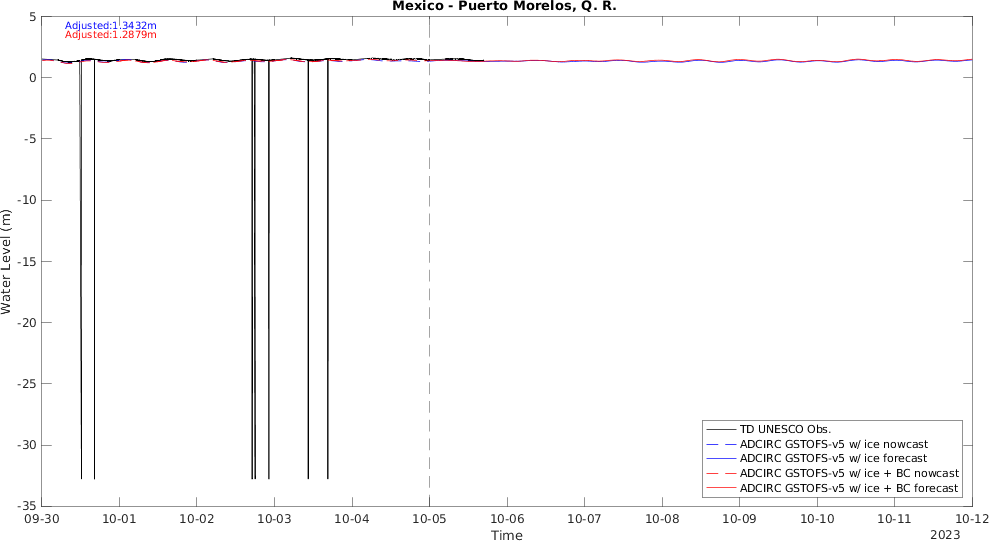 Mexico - Puerto Morelos, Q. R.
Adjusted:1.3432m
Adjusted:1.2879m
5
0
-5
-10
-15
-20
-25
-30
-35
Water Level (m)
09-30 10-01 10-02 10-03 10-04 10-05 10-06 10-07 10-08 10-09 10-10 10-11 10-12
Time
2023
TD UNESCO Obs.
ADCIRC GSTOFS-v5 w/ ice nowcast
ADCIRC GSTOFS-v5 w/ ice forecast
ADCIRC GSTOFS-v5 w/ ice + BC nowcast
ADCIRC GSTOFS-v5 w/ ice + BC forecast